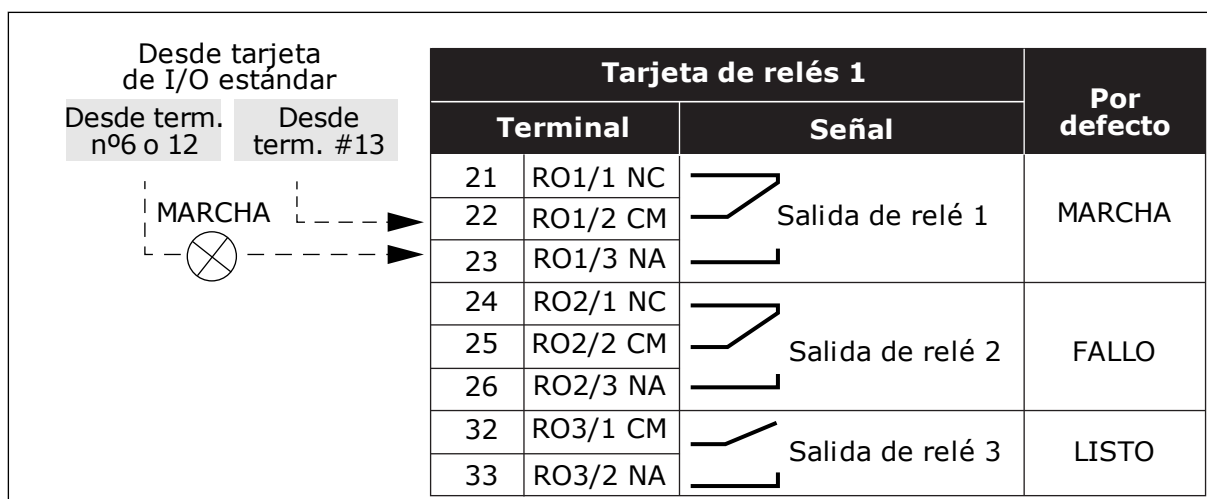 Desde tarjeta
de I/O estándar
Desde term.
nº6 o 12
Desde
term. #13
MARCHA
Tarjeta de relés 1
Por
defecto
Terminal
Señal
21 RO1/1 NC
22 RO1/2 CM
23 RO1/3 NA
Salida de relé 1
MARCHA
24 RO2/1 NC
25 RO2/2 CM
26 RO2/3 NA
Salida de relé 2
FALLO
32 RO3/1 CM
33 RO3/2 NA
Salida de relé 3
LISTO